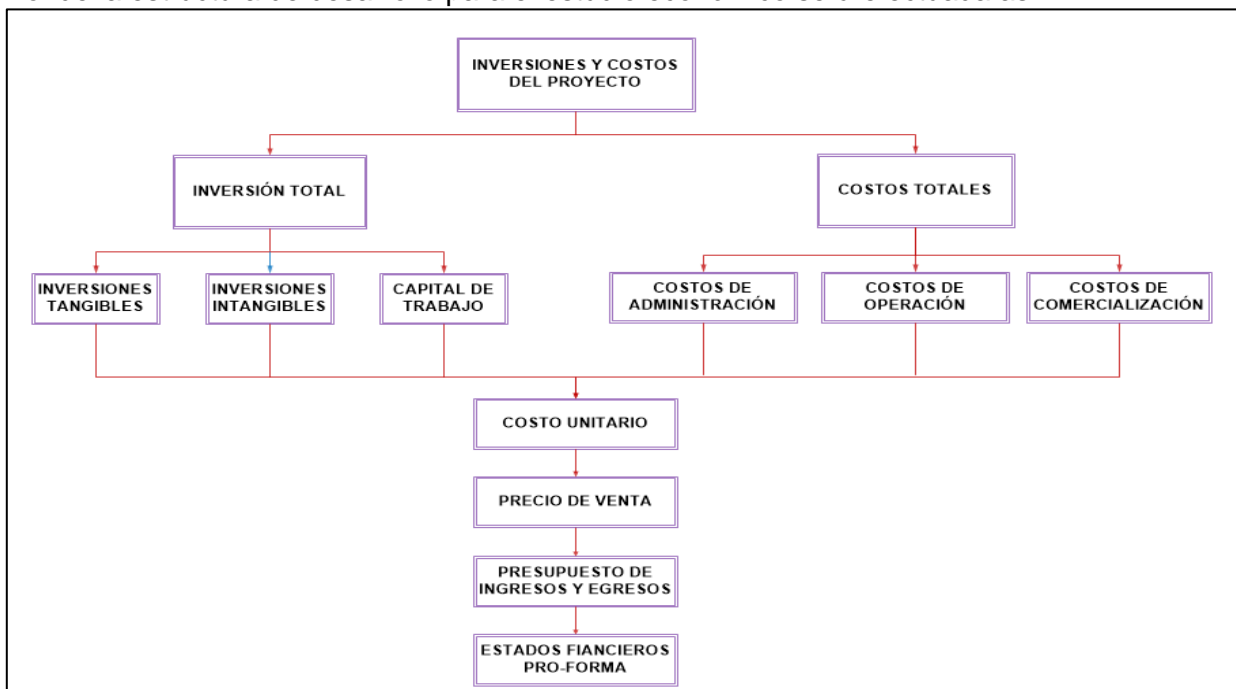 INVERSIONES Y COSTOS
DEL PROYECTO
INVERSIÓN TOTAL
COSTOS TOTALES
INVERSIONES
TANGIBLES
INVERSIONES
INTANGIBLES
CAPITAL DE
TRABAJO
COSTOS DE
ADMINISTRACIÓN
COSTOS DE
OPERACIÓN
COSTOS DE
COMERCIALIZACIÓN
COSTO UNITARIO
PRECIO DE VENTA
PRESUPUESTO DE
INGRESOS Y EGRESOS
ESTADOS FIANCIEROS
PRO-FORMA